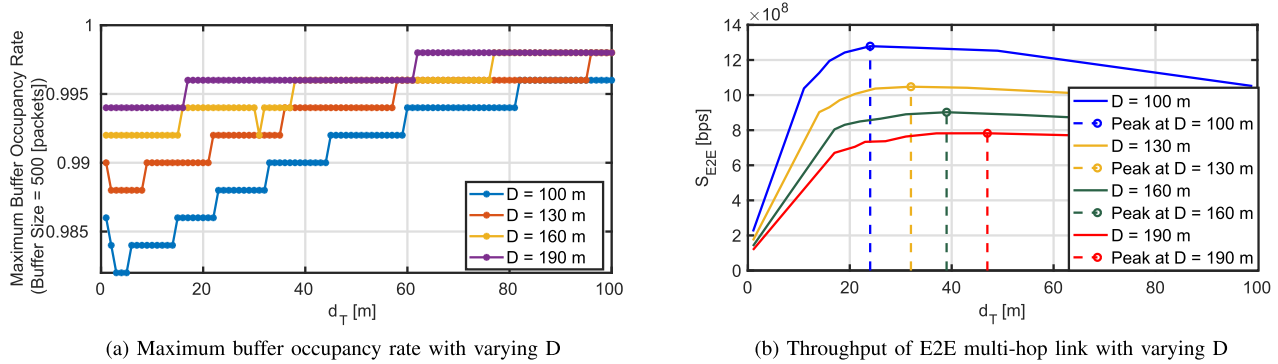 Maximum Buffer Occupancy Rate
(Buffer Size = 500 [packets])
1
0.995
0.99
0.985
0
20
40
60
80
100
d_T [m]
D = 100 m
D = 130 m
D = 160 m
D = 190 m
(a) Maximum buffer occupancy rate with varying D
×10^8
S_E2E [bps]
14
12
10
8
6
4
2
0
0
20
40
60
80
100
d_T [m]
D = 100 m
Peak at D = 100 m
D = 130 m
Peak at D = 130 m
D = 160 m
Peak at D = 160 m
D = 190 m
Peak at D = 190 m
(b) Throughput of E2E multi-hop link with varying D